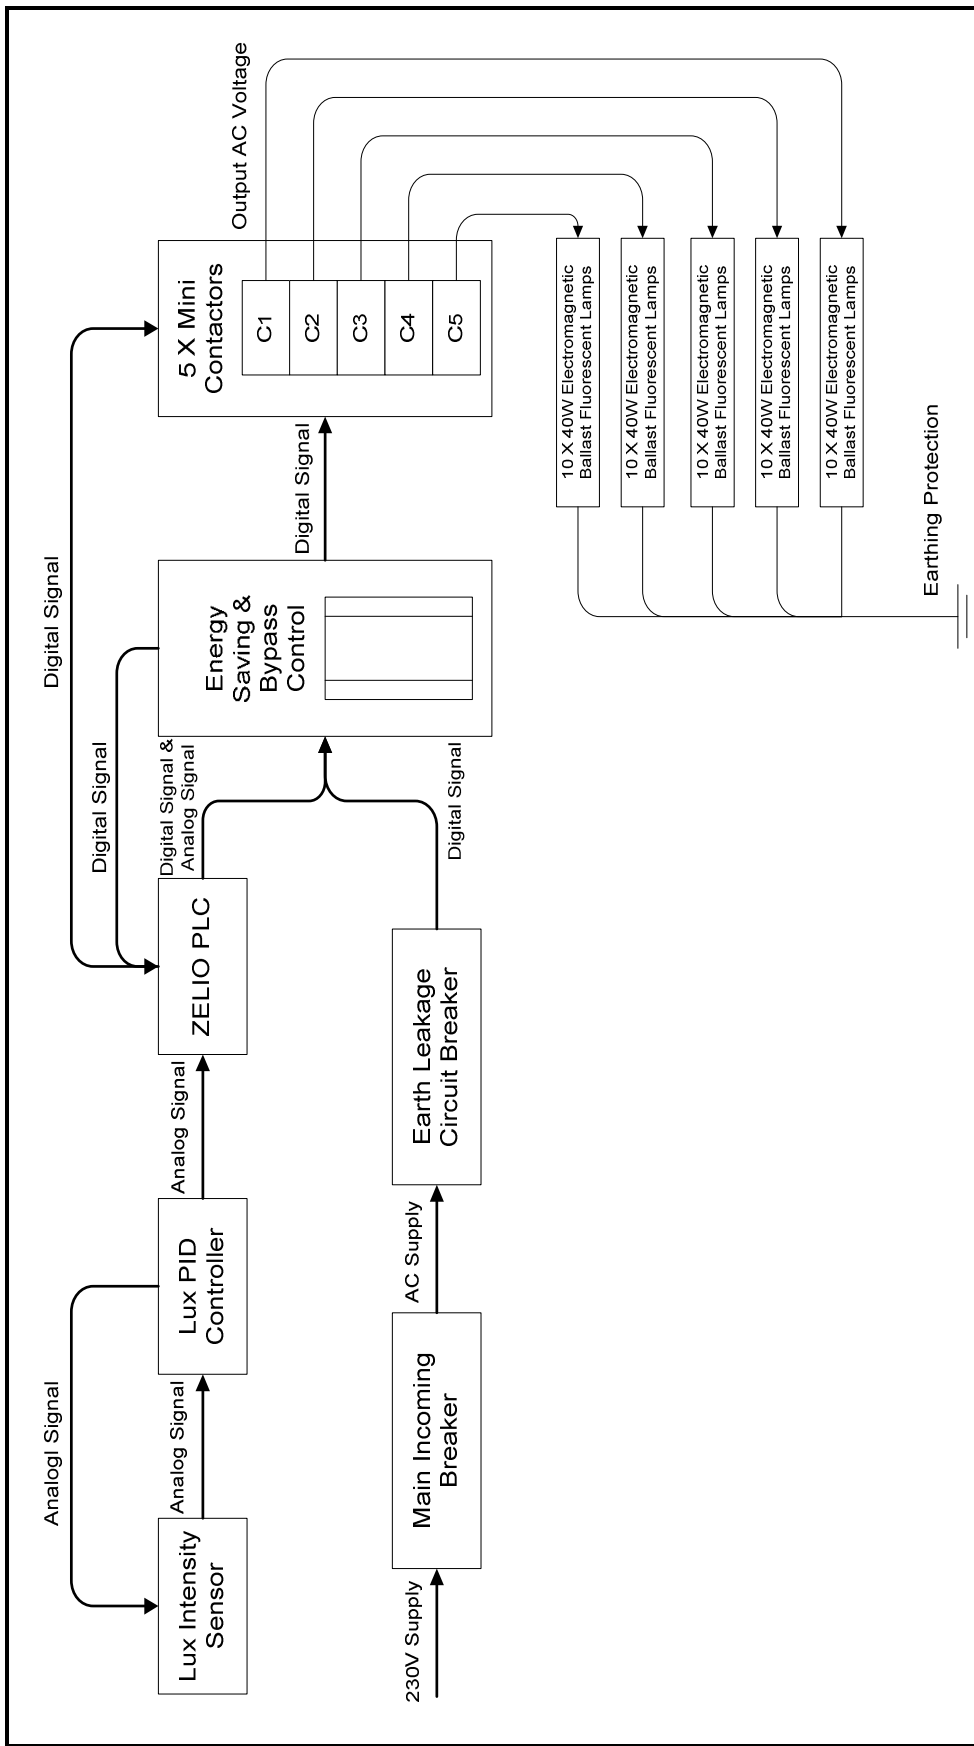 Analogl Signal
Lux Intensity
Sensor
Analog Signal
Lux PID
Controller
Analog Signal
ZELIO PLC
Digital Signal
Digital Signal
Digital Signal &
Analog Signal
Energy
Saving &
Bypass
Control
Digital Signal
5 X Mini
Contactors
C1
C2
C3
C4
C5
Output AC Voltage
230V Supply
Main Incoming
Breaker
AC Supply
Earth Leakage
Circuit Breaker
Digital Signal
10 X 40W Electromagnetic
Ballast Fluorescent Lamps
10 X 40W Electromagnetic
Ballast Fluorescent Lamps
10 X 40W Electromagnetic
Ballast Fluorescent Lamps
10 X 40W Electromagnetic
Ballast Fluorescent Lamps
10 X 40W Electromagnetic
Ballast Fluorescent Lamps
Earthing Protection